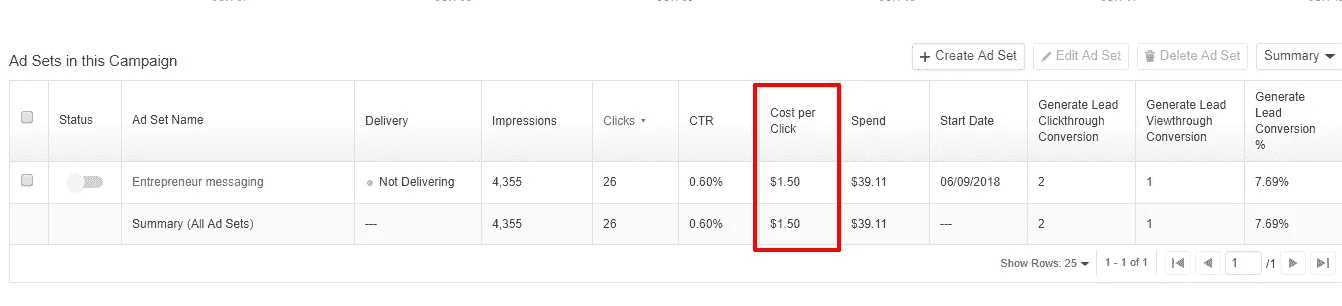 Ad Sets in this Campaign
Create Ad Set
Edit Ad Set
Delete Ad Set
Summary
Status
Ad Set Name
Delivery
Impressions
Clicks
CTR
Cost per
Click
Spend
Start Date
Generate Lead
Clickthrough
Conversion
Generate Lead
Viewthrough
Conversion
Generate
Lead
Conversion
%
Entrepreneur messaging Not Delivering 4,355 26 0.60% $1.50 $39.11 06/09/2018 2 1 7.69%
Summary (All Ad Sets) --- 4,355 26 0.60% $1.50 $39.11 --- 2 1 7.69%
Show Rows: 25 1 - 1 of 1 1 /1